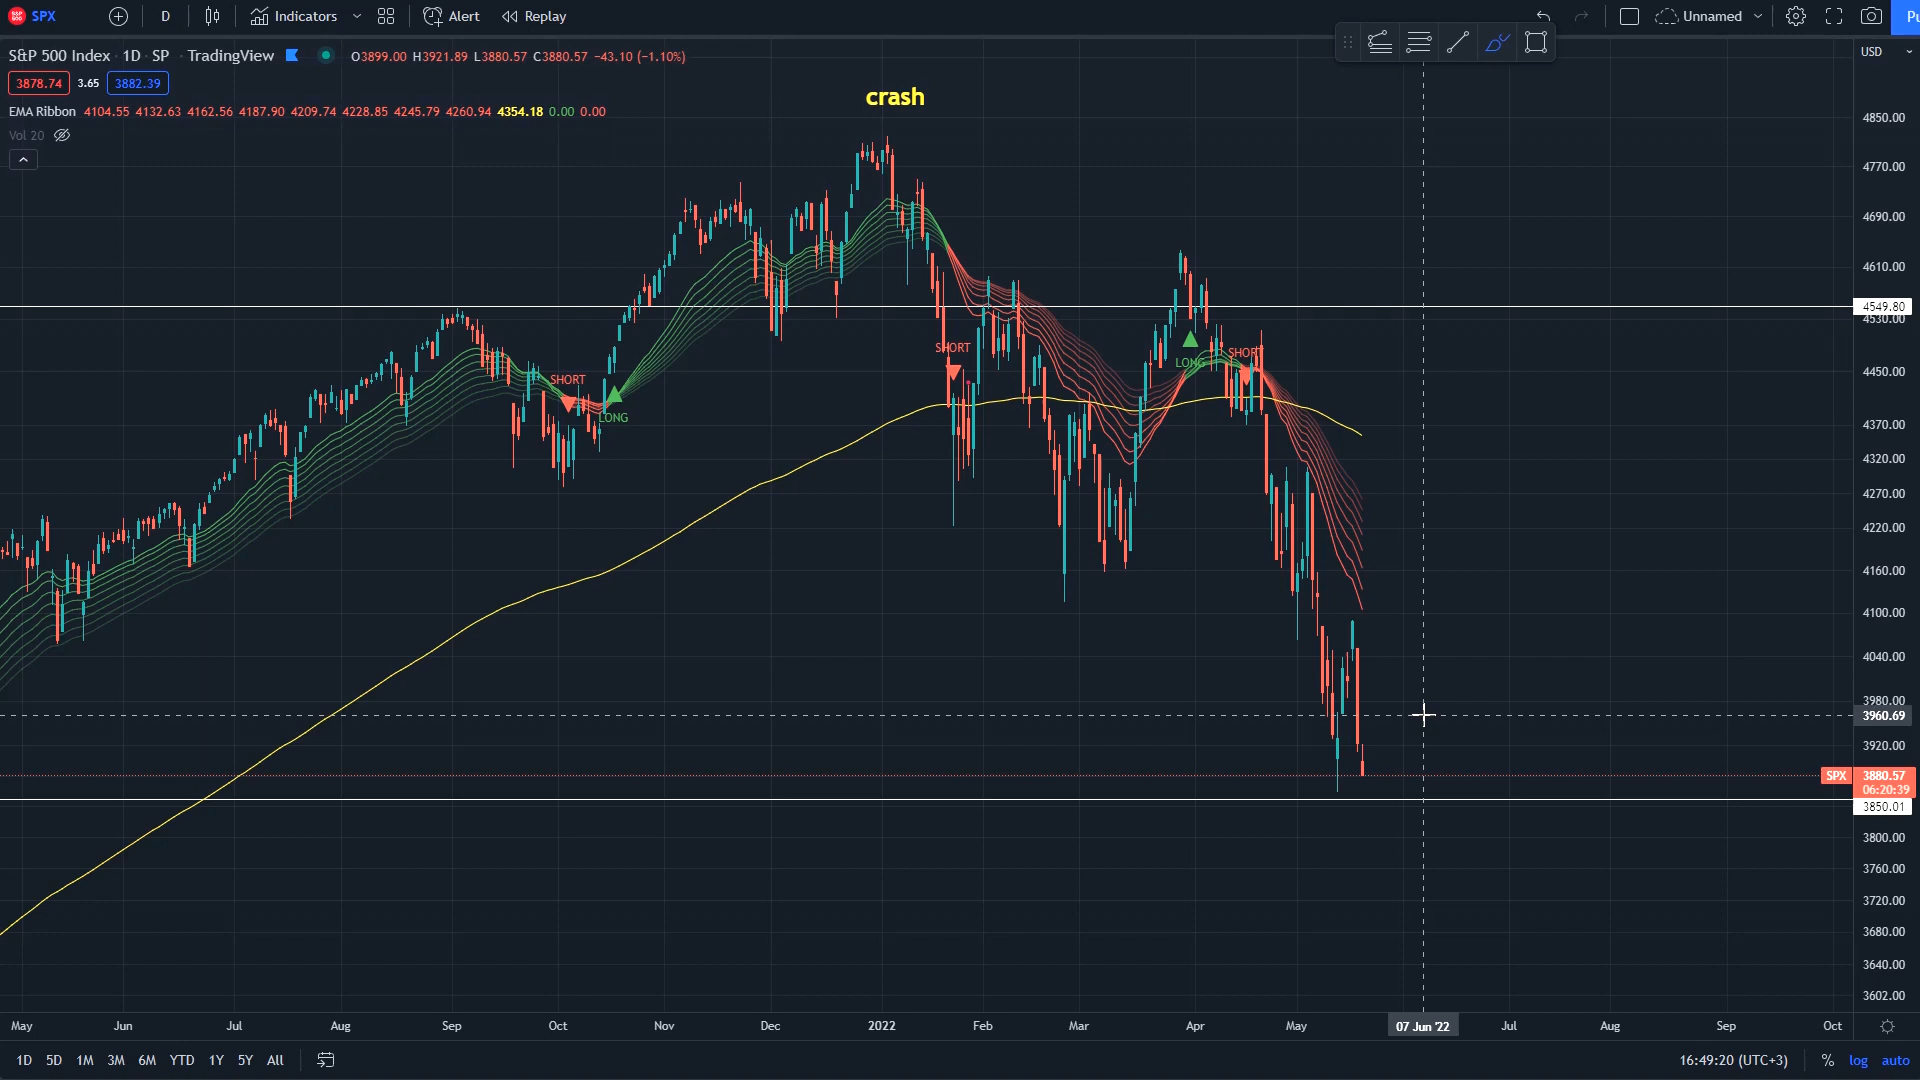 SPX D Indicators Alert Replay Unnamed Pu
S&P 500 Index · 1D · SP · TradingView O3899.00 H3921.89 L3880.57 C3880.57 −43.10 (−1.10%) USD
3878.74 3.65 3882.39
crash
EMA Ribbon 4104.55 4132.63 4162.56 4187.90 4209.74 4228.85 4245.79 4260.94 4354.18 0.00 0.00
Vol 20
4850.00
4770.00
4690.00
4610.00
4549.80
4530.00
SHORT
SHORT
LONG
4450.00
SHORT
LONG
4370.00
4320.00
4270.00
4220.00
4160.00
4100.00
4040.00
3980.00
3960.69
3920.00
SPX 3880.57
06:20:39
3850.01
3800.00
3760.00
3720.00
3680.00
3640.00
3602.00
May Jun Jul Aug Sep Oct Nov Dec 2022 Feb Mar Apr May 07 Jun '22 Jul Aug Sep Oct
1D 5D 1M 3M 6M YTD 1Y 5Y All 16:49:20 (UTC+3) % log auto